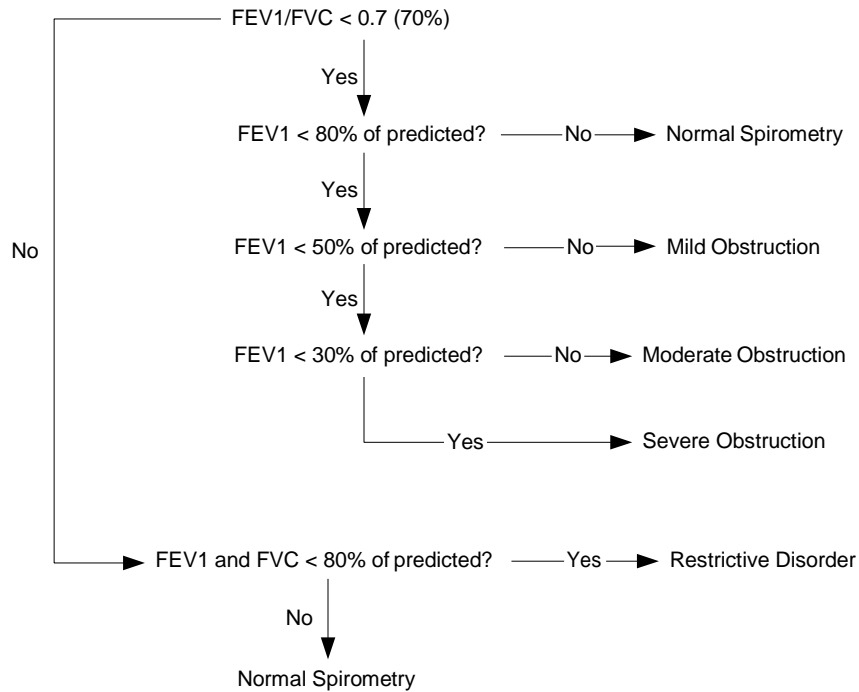 FEV1/FVC < 0.7 (70%)
Yes
FEV1 < 80% of predicted?
No
Normal Spirometry
Yes
No
FEV1 < 50% of predicted?
No
Mild Obstruction
Yes
FEV1 < 30% of predicted?
No
Moderate Obstruction
Yes
Severe Obstruction
FEV1 and FVC < 80% of predicted?
Yes
Restrictive Disorder
No
Normal Spirometry